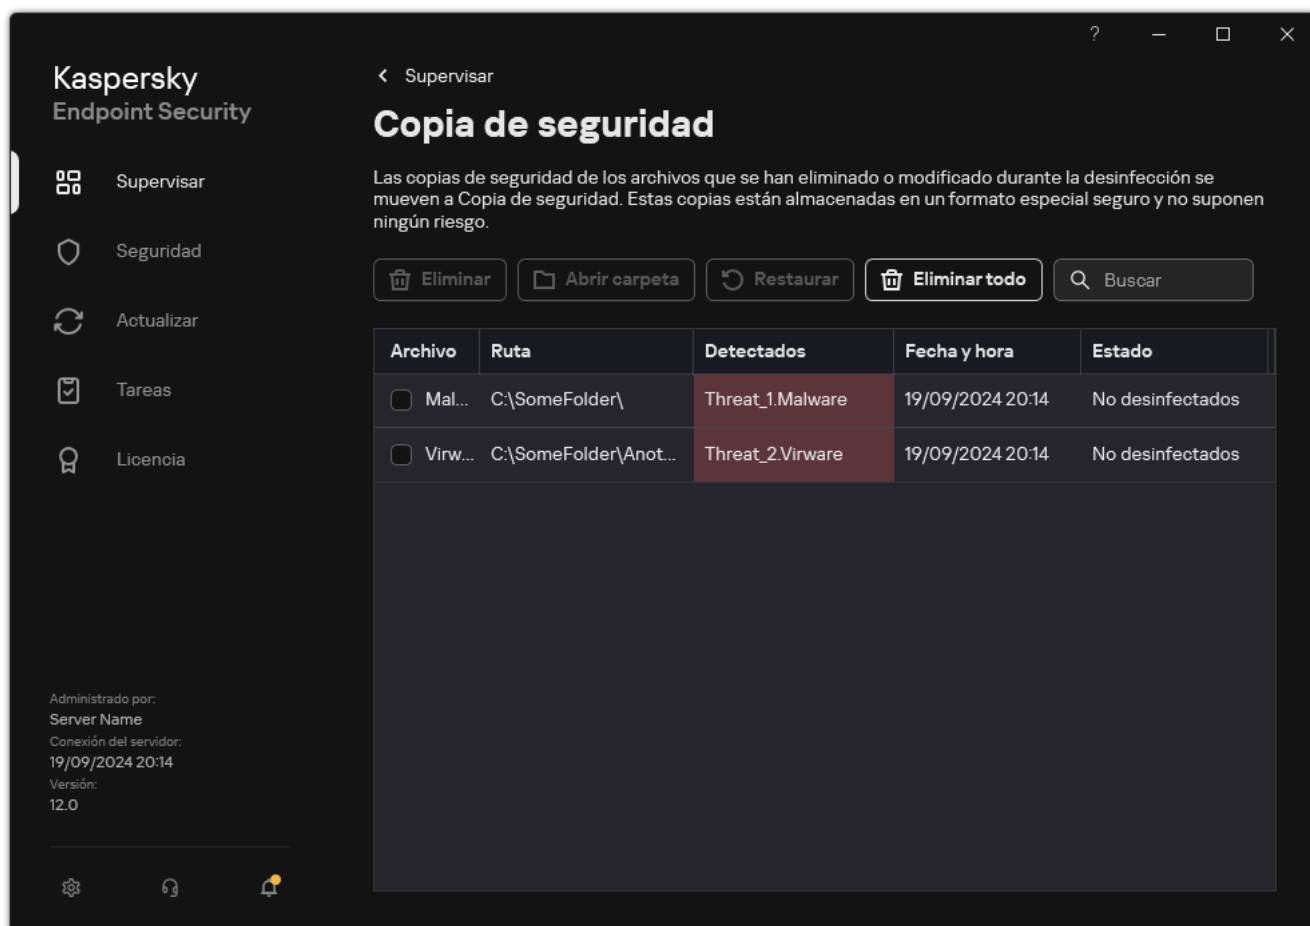 ?
Kaspersky
Endpoint Security
Supervisar
Seguridad
Actualizar
Tareas
Licencia
Administrado por:
Server Name
Conexión del servidor:
19/09/2024 20:14
Versión:
12.0
Supervisar
Copia de seguridad
Las copias de seguridad de los archivos que se han eliminado o modificado durante la desinfección se
mueven a Copia de seguridad. Estas copias están almacenadas en un formato especial seguro y no suponen
ningún riesgo.
Eliminar Abrir carpeta Restaurar Eliminar todo Buscar
Archivo Ruta Detectados Fecha y hora Estado
Mal... C:\SomeFolder\ Threat_1.Malware 19/09/2024 20:14 No desinfectados
Virw... C:\SomeFolder\Anot... Threat_2.Virware 19/09/2024 20:14 No desinfectados